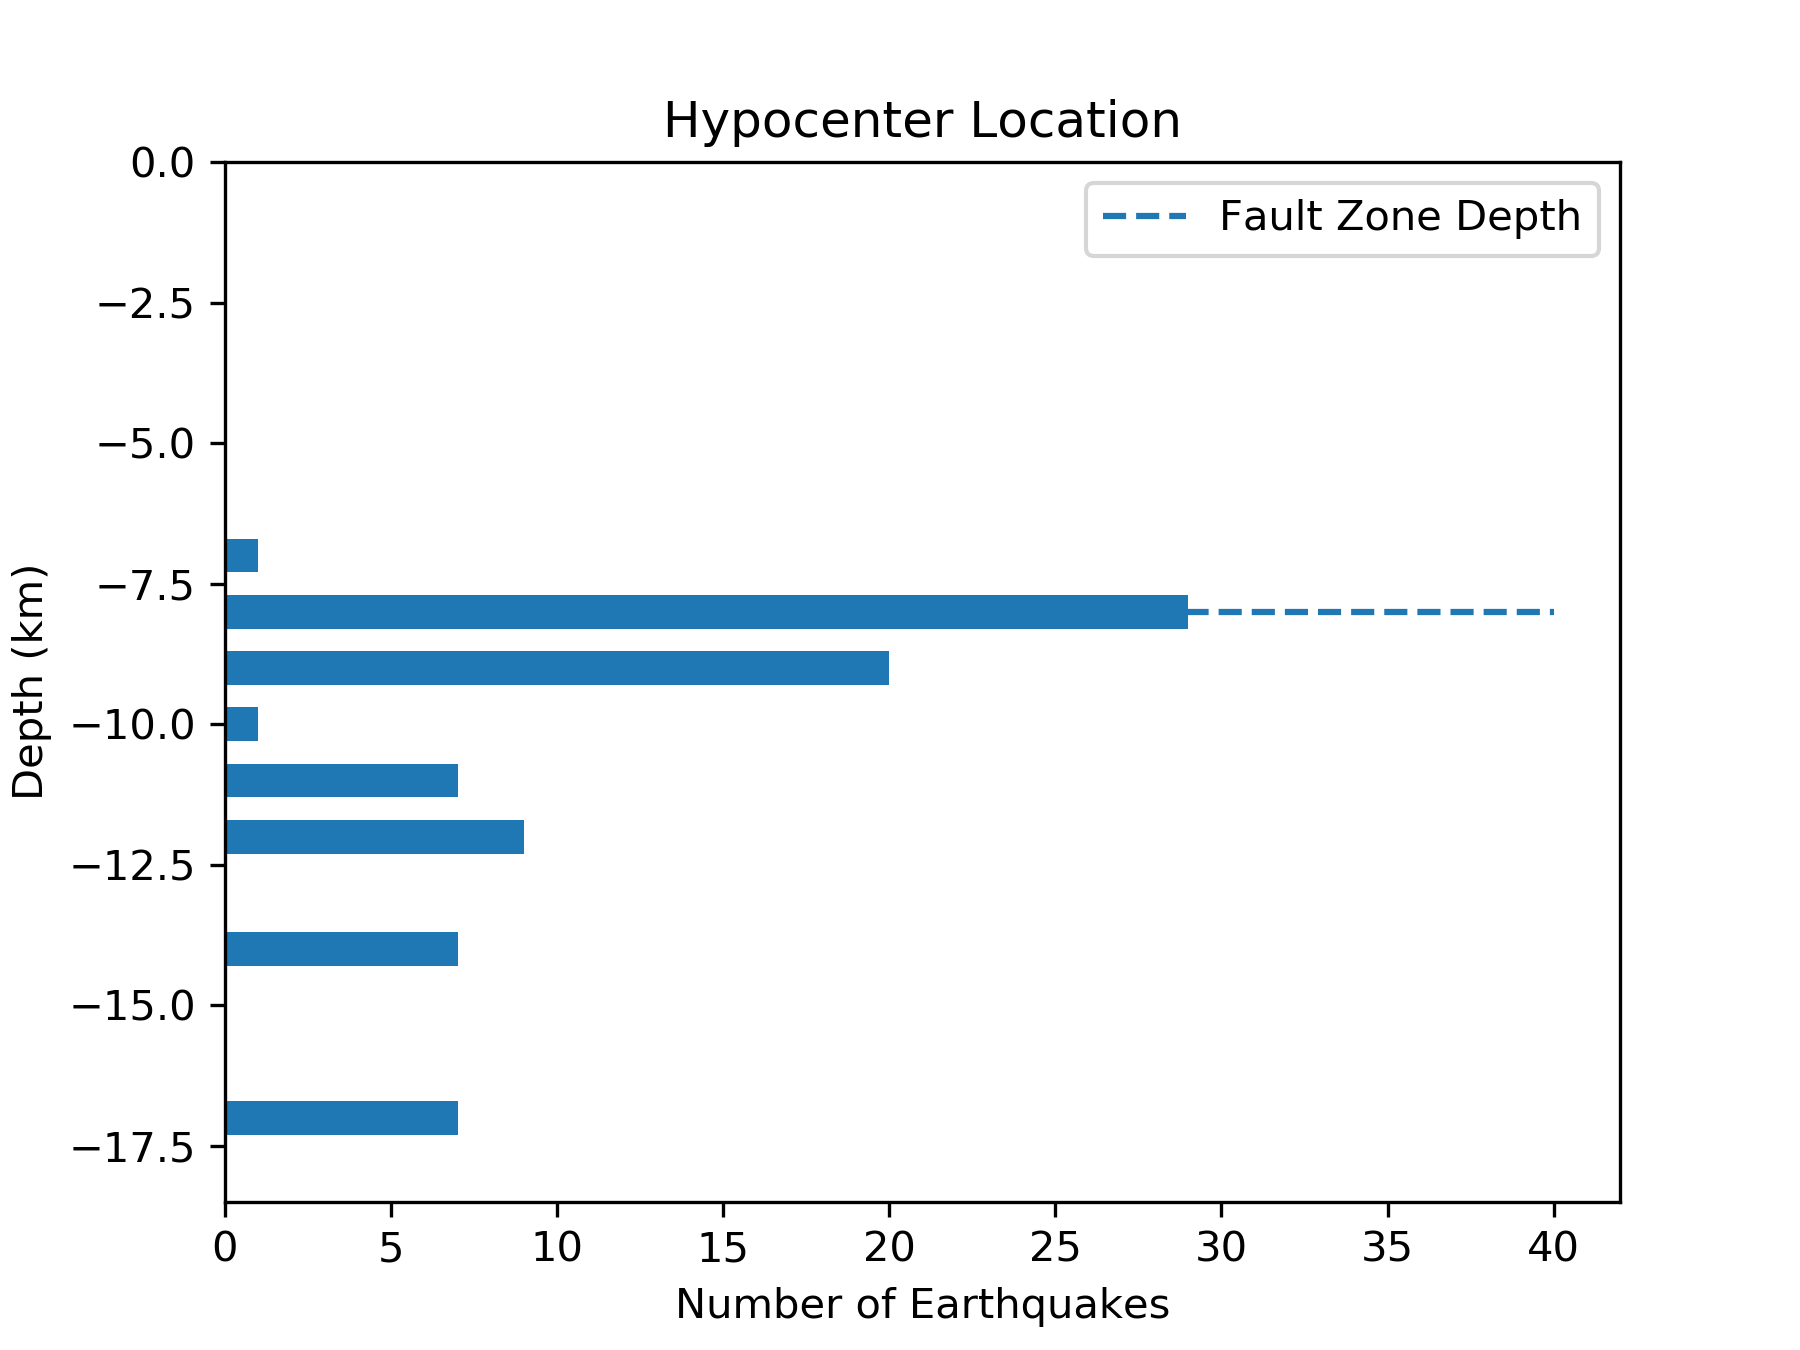 Hypocenter Location
Fault Zone Depth
0.0
−2.5
−5.0
−7.5
−10.0
−12.5
−15.0
−17.5
Depth (km)
0 5 10 15 20 25 30 35 40
Number of Earthquakes